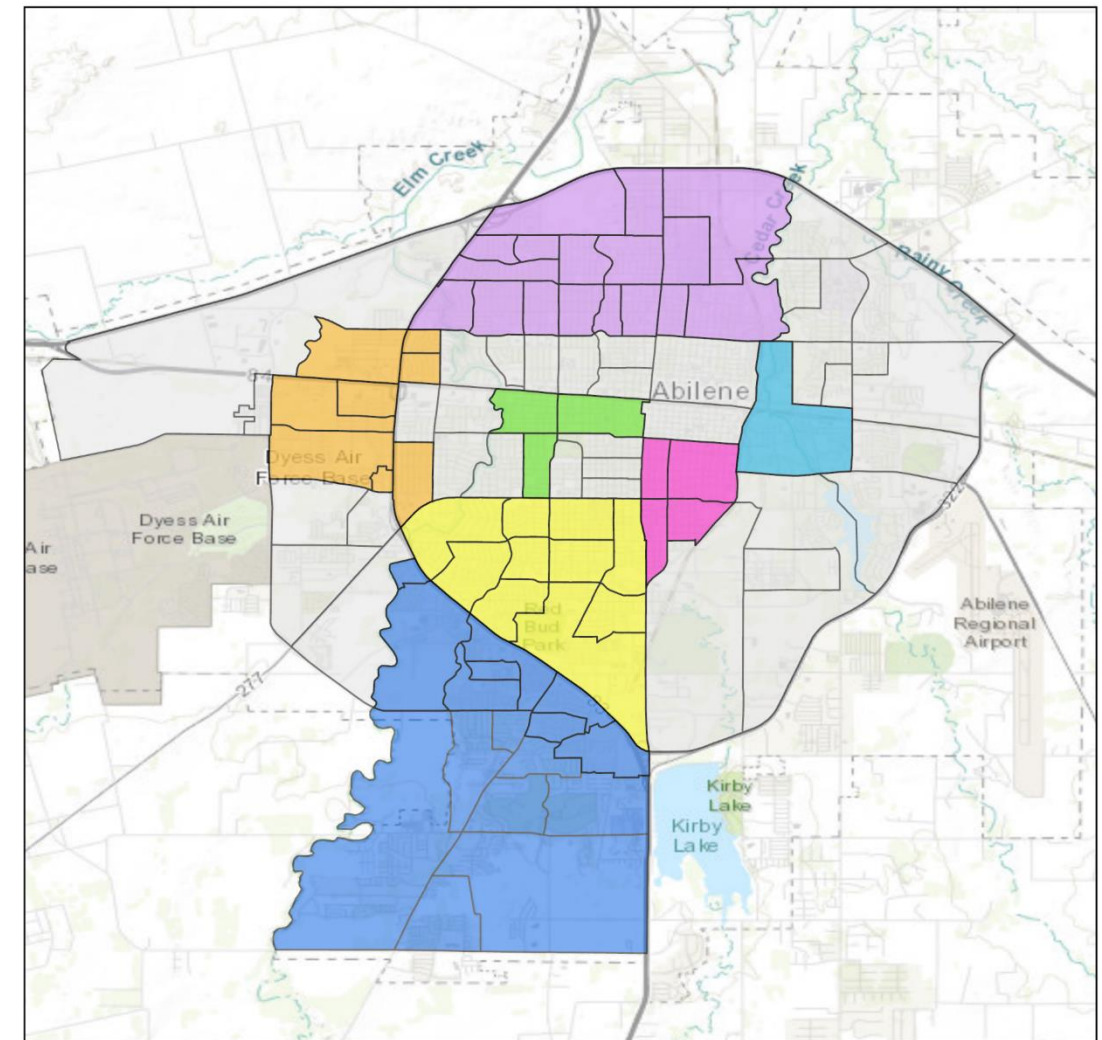 Elm Creek
Cedar Creek
Rainy Creek
84
Abilene
Dyess Air
Force Base
Dyess Air
Force Base
Air
ase
322
Abilene
Regional
Airport
Red
Bud
Park
277
83
Kirby
Lake
Kirby
Lake